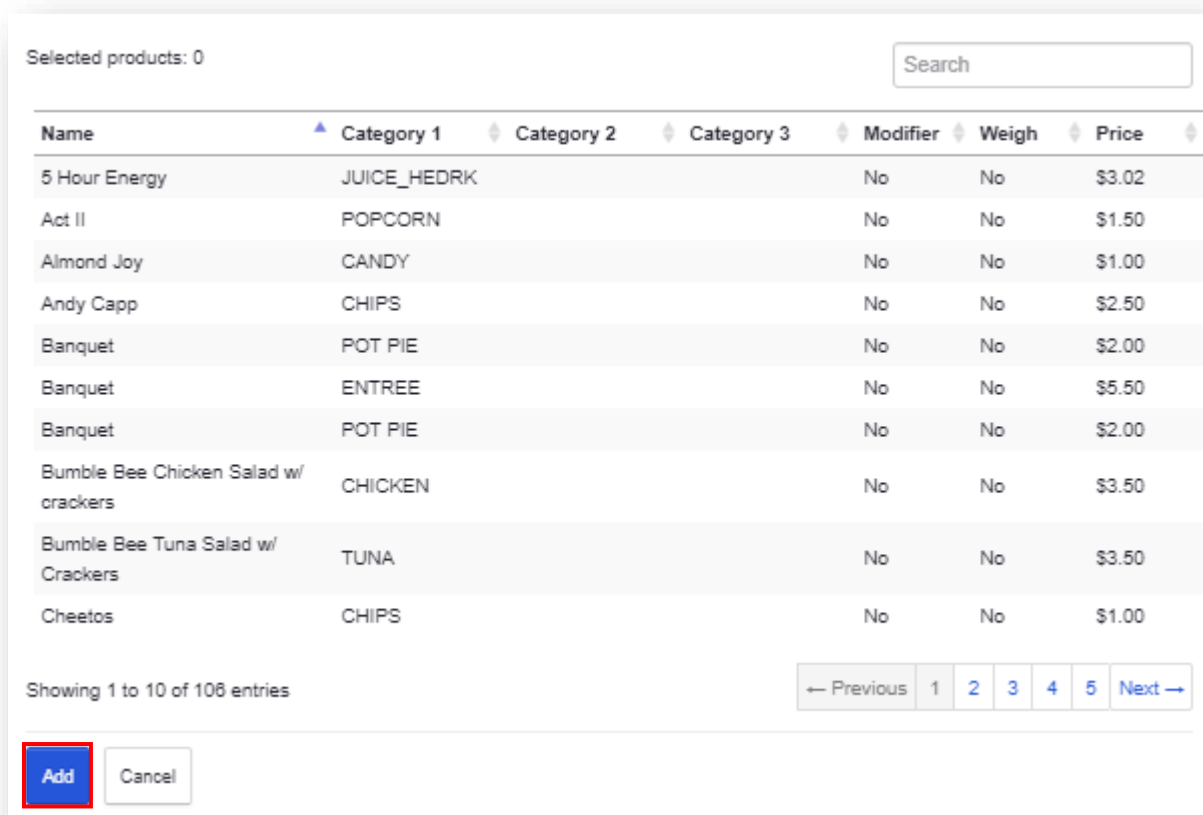 Selected products: 0
Search
Name Category 1 Category 2 Category 3 Modifier Weigh Price
5 Hour Energy JUICE_HEDRK No No $3.02
Act II POPCORN No No $1.50
Almond Joy CANDY No No $1.00
Andy Capp CHIPS No No $2.50
Banquet POT PIE No No $2.00
Banquet ENTREE No No $5.50
Banquet POT PIE No No $2.00
Bumble Bee Chicken Salad w/
crackers CHICKEN No No $3.50
Bumble Bee Tuna Salad w/
Crackers TUNA No No $3.50
Cheetos CHIPS No No $1.00
Showing 1 to 10 of 106 entries
← Previous 1 2 3 4 5 Next →
Add Cancel